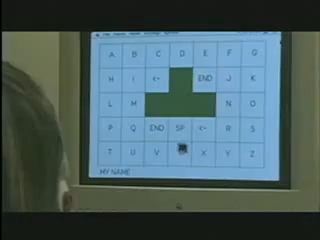 A B C D E F G
H I <- END J K
L M N O
P Q END SP <- R S
T U V X Y Z
MY NAME